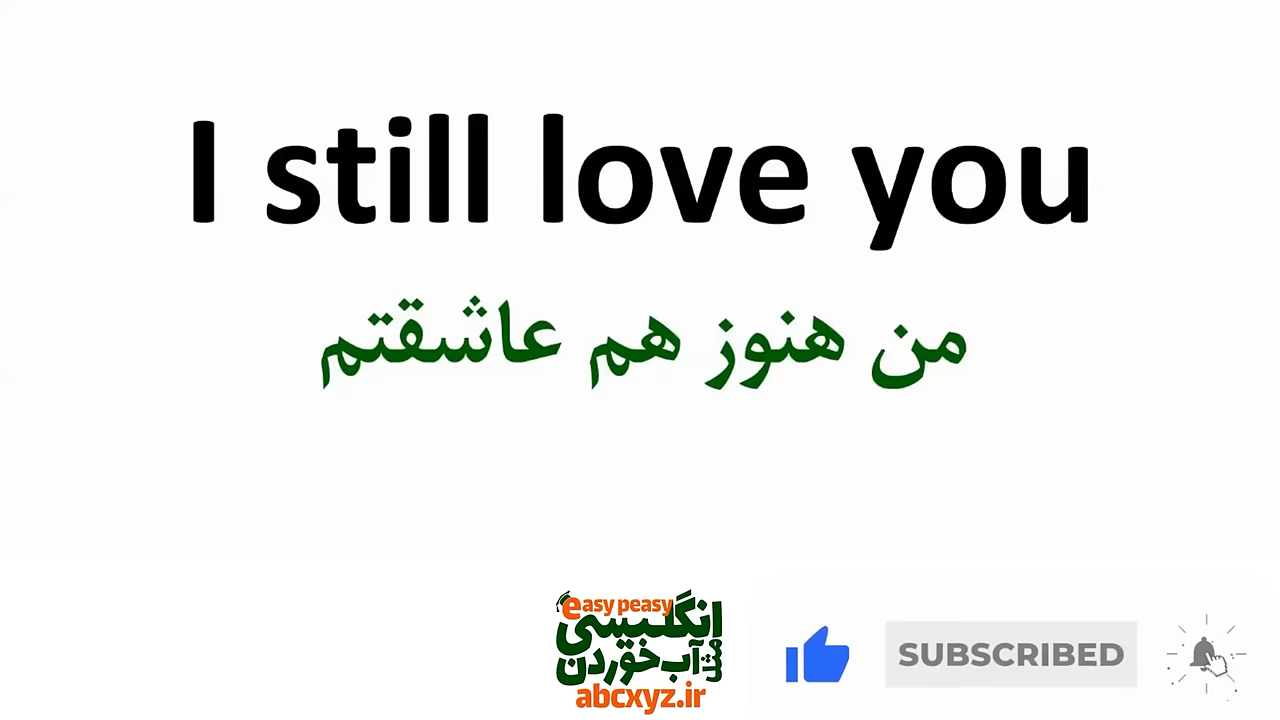 I still love you
من هنوز هم عاشقتم
easy peasy
انگلیسی
مثل آب خوردن
abcxyz.ir
SUBSCRIBED